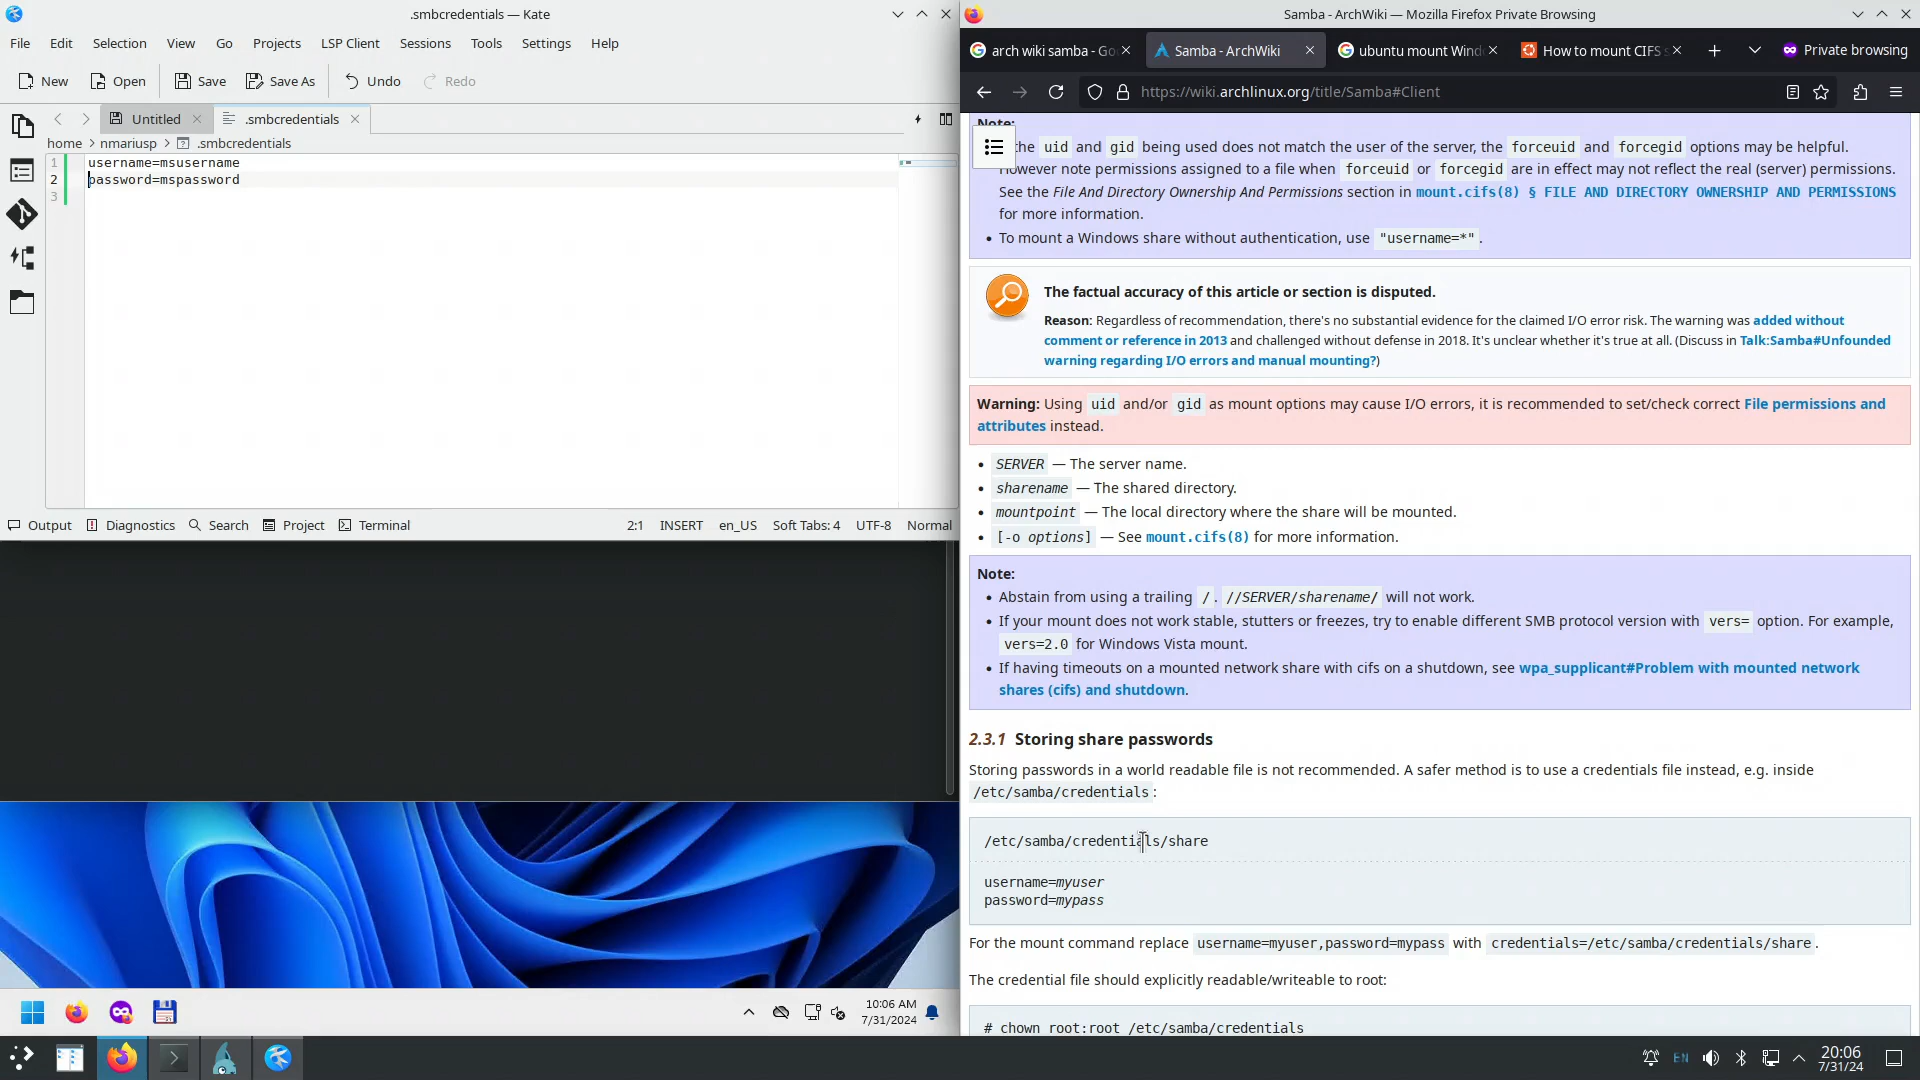 .smbcredentials — Kate
File Edit Selection View Go Projects LSP Client Sessions Tools Settings Help
New Open Save Save As Undo Redo
Untitled .smbcredentials
home nmariusp .smbcredentials
1 username=msusername
2 password=mspassword
3
Output Diagnostics Search Project Terminal 2:1 INSERT en_US Soft Tabs: 4 UTF-8 Normal
10:06 AM
7/31/2024
Samba - ArchWiki — Mozilla Firefox Private Browsing
arch wiki samba - Go Samba - ArchWiki ubuntu mount Wind How to mount CIFS Private browsing
https://wiki.archlinux.org/title/Samba#Client
Note:
the uid and gid being used does not match the user of the server, the forceuid and forcegid options may be helpful.
However note permissions assigned to a file when forceuid or forcegid are in effect may not reflect the real (server) permissions.
See the File And Directory Ownership And Permissions section in mount.cifs(8) § FILE AND DIRECTORY OWNERSHIP AND PERMISSIONS
for more information.
• To mount a Windows share without authentication, use "username=*".
The factual accuracy of this article or section is disputed.
Reason: Regardless of recommendation, there's no substantial evidence for the claimed I/O error risk. The warning was added without
comment or reference in 2013 and challenged without defense in 2018. It's unclear whether it's true at all. (Discuss in Talk:Samba#Unfounded
warning regarding I/O errors and manual mounting?)
Warning: Using uid and/or gid as mount options may cause I/O errors, it is recommended to set/check correct File permissions and
attributes instead.
• SERVER — The server name.
• sharename — The shared directory.
• mountpoint — The local directory where the share will be mounted.
• [-o options] — See mount.cifs(8) for more information.
Note:
• Abstain from using a trailing /. //SERVER/sharename/ will not work.
• If your mount does not work stable, stutters or freezes, try to enable different SMB protocol version with vers= option. For example,
vers=2.0 for Windows Vista mount.
• If having timeouts on a mounted network share with cifs on a shutdown, see wpa_supplicant#Problem with mounted network
shares (cifs) and shutdown.
2.3.1 Storing share passwords
Storing passwords in a world readable file is not recommended. A safer method is to use a credentials file instead, e.g. inside
/etc/samba/credentials:
/etc/samba/credentials/share
username=myuser
password=mypass
For the mount command replace username=myuser,password=mypass with credentials=/etc/samba/credentials/share.
The credential file should explicitly readable/writeable to root:
# chown root:root /etc/samba/credentials
EN 20:06
7/31/24